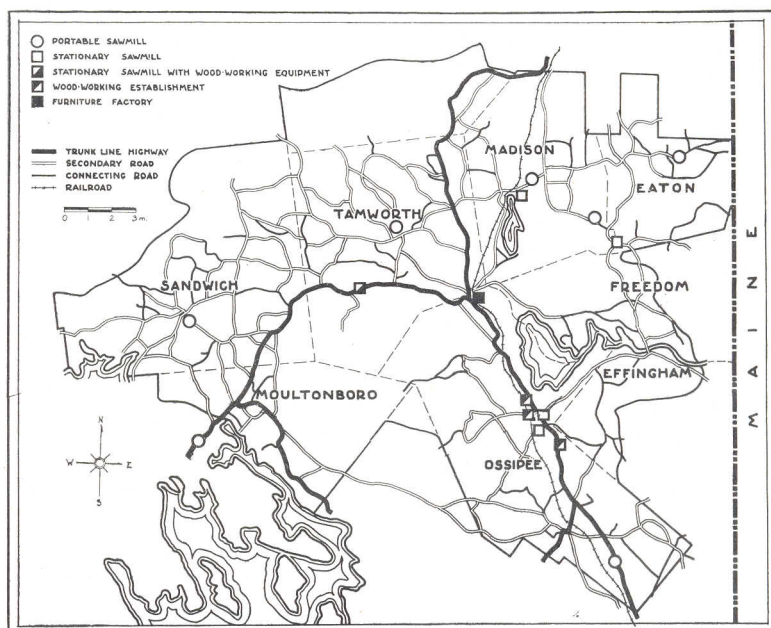 PORTABLE SAWMILL
STATIONARY SAWMILL
STATIONARY SAWMILL WITH WOOD-WORKING EQUIPMENT
WOOD-WORKING ESTABLISHMENT
FURNITURE FACTORY
TRUNK LINE HIGHWAY
SECONDARY ROAD
CONNECTING ROAD
RAILROAD
0 2 3 m.
MADISON
EATON
TAMWORTH
SANDWICH
FREEDOM
EFFINGHAM
MOULTONBORO
OSSIPEE
MAINE
N
W E
S